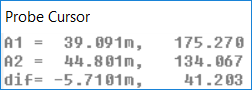 Probe Cursor
A1 = 39.091m, 175.270
A2 = 44.801m, 134.067
dif= -5.7101m, 41.203